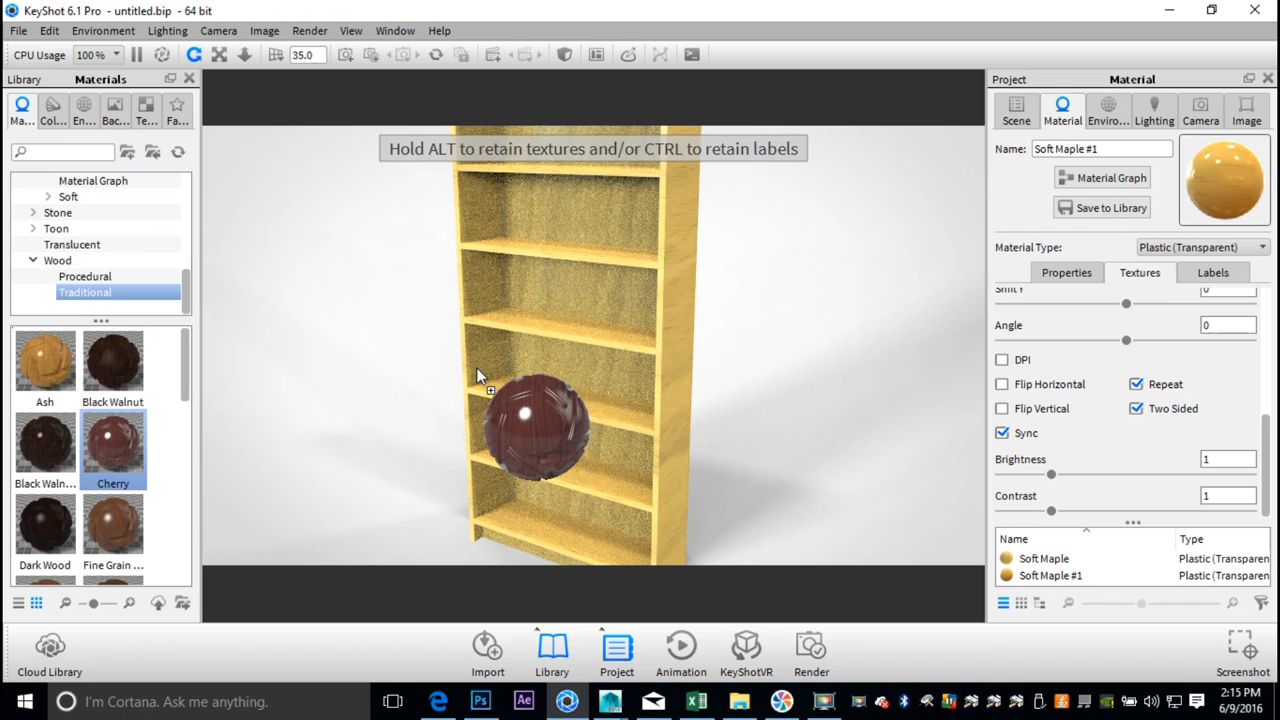 KeyShot 6.1 Pro - untitled.bip - 64 bit
File Edit Environment Lighting Camera Image Render View Window Help
CPU Usage 100% 35.0
Library Materials
Ma... Col... En... Bac... Te... Fa...
Material Graph
Soft
Stone
Toon
Translucent
Wood
Procedural
Traditional
Ash Black Walnut
Black Waln... Cherry
Dark Wood Fine Grain ...
Hold ALT to retain textures and/or CTRL to retain labels
Project Material
Scene Material Enviro... Lighting Camera Image
Name: Soft Maple #1
Material Graph
Save to Library
Material Type: Plastic (Transparent)
Properties Textures Labels
Shift Y 0
Angle 0
DPI
Flip Horizontal Repeat
Flip Vertical Two Sided
Sync
Brightness 1
Contrast 1
Name Type
Soft Maple Plastic (Transparen
Soft Maple #1 Plastic (Transparen
Cloud Library Import Library Project Animation KeyShotVR Render Screenshot
I'm Cortana. Ask me anything.
Ps Ae
2:15 PM
6/9/2016